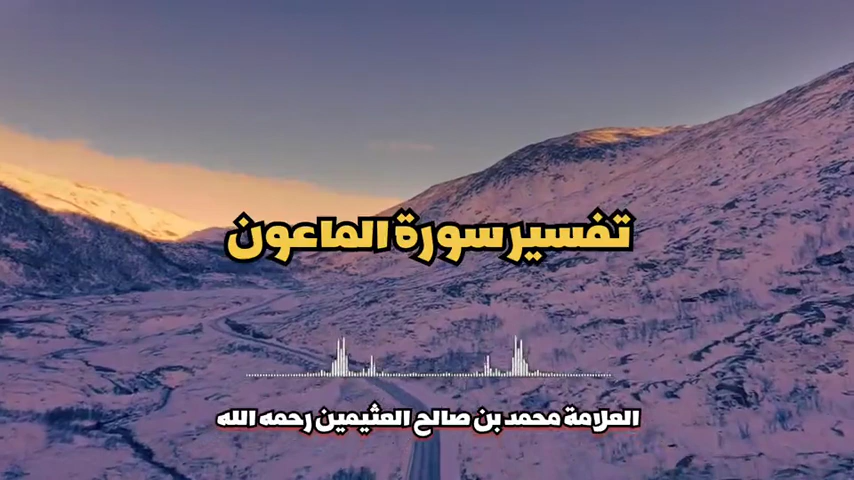 تفسير سورة الماعون
العلامة محمد بن صالح العثيمين رحمه الله